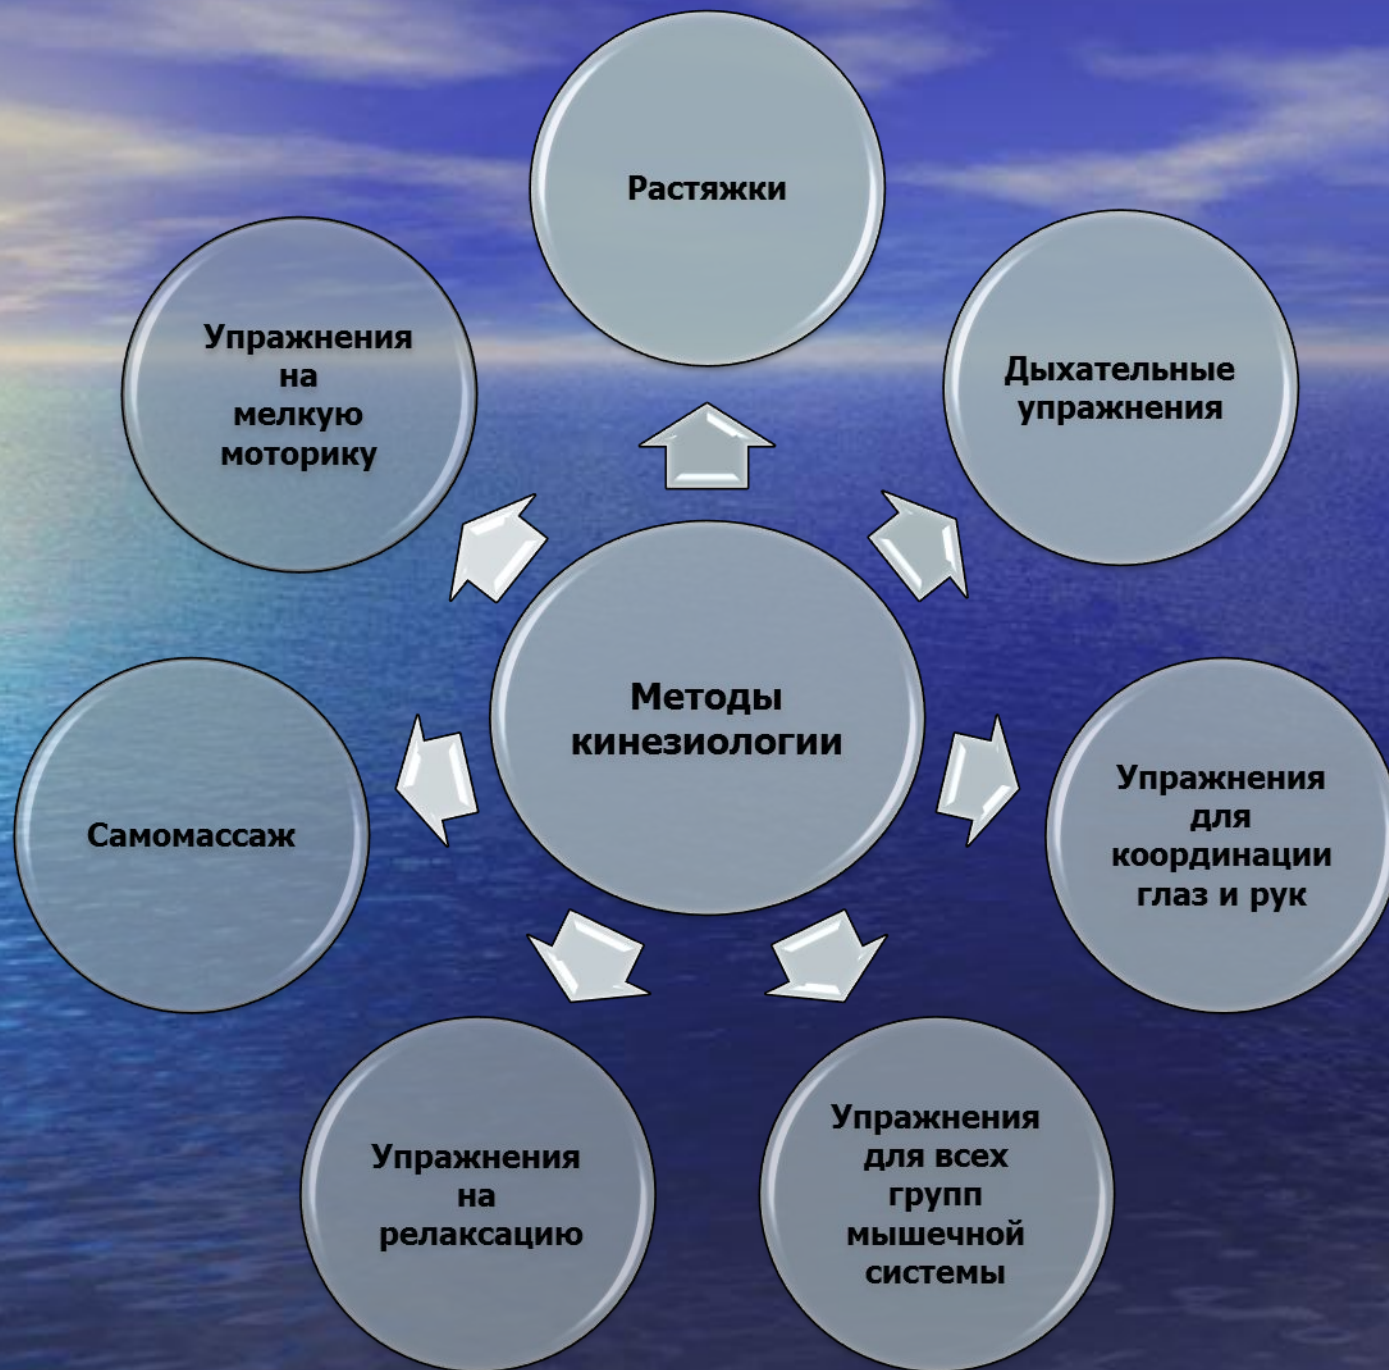 Растяжки
Дыхательные
упражнения
Упражнения
для
координации
глаз и рук
Упражнения
для всех
групп
мышечной
системы
Упражнения
на
релаксацию
Самомассаж
Упражнения
на
мелкую
моторику
Методы
кинезиологии